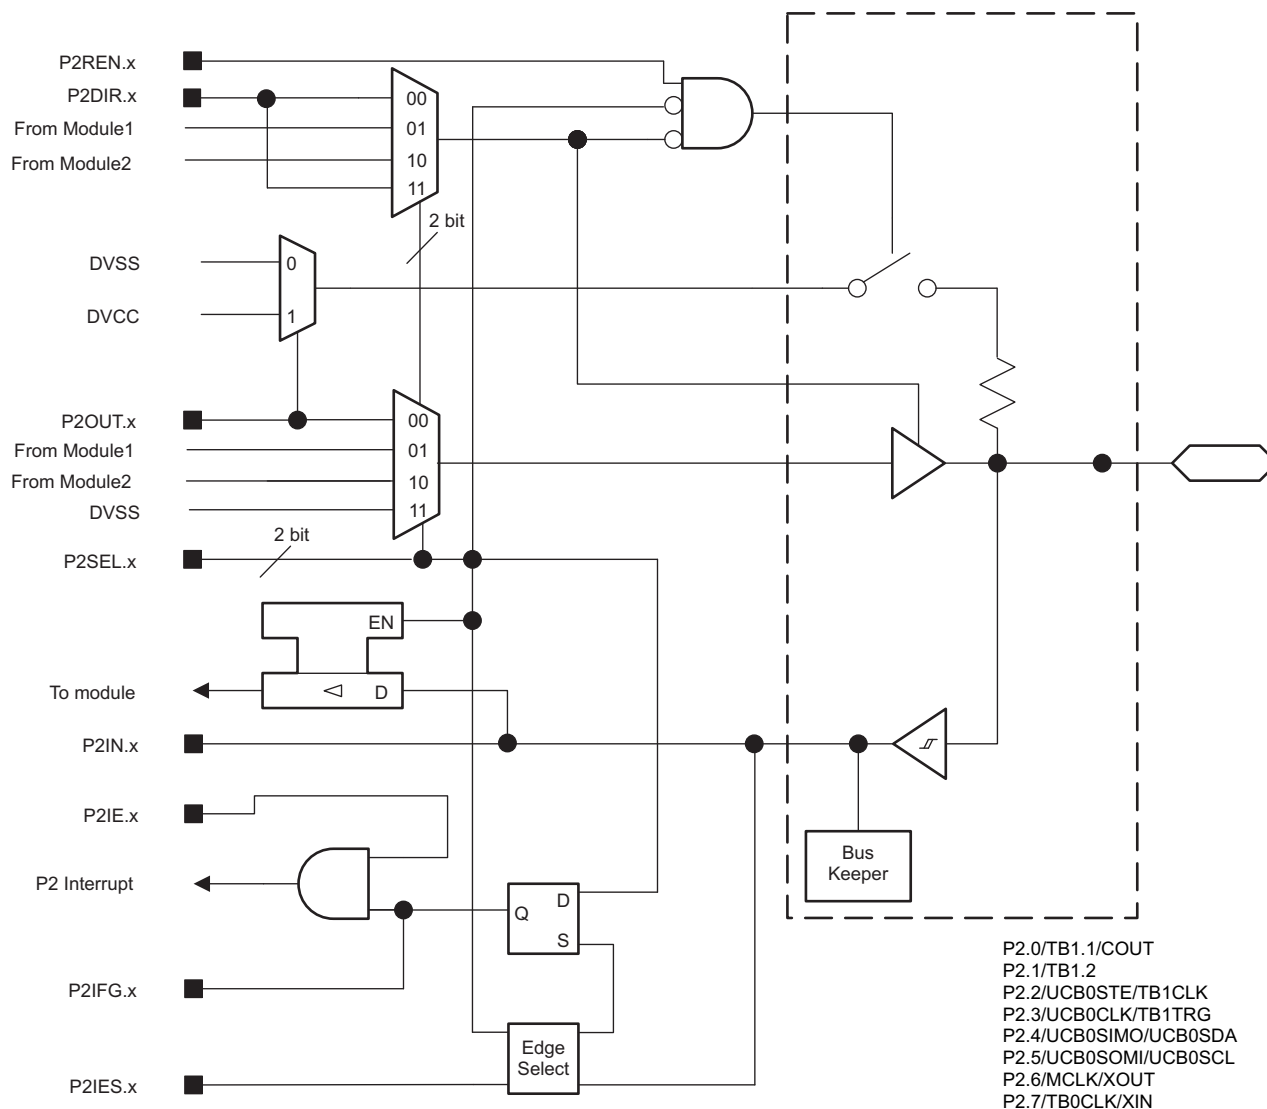 P2REN.x
P2DIR.x
From Module1
From Module2
00
01
10
11
2 bit
DVSS
DVCC
0
1
P2OUT.x
From Module1
From Module2
DVSS
00
01
10
11
P2SEL.x
2 bit
EN
To module
D
P2IN.x
P2IE.x
Bus
Keeper
P2 Interrupt
Q
D
S
P2IFG.x
Edge
Select
P2IES.x
P2.0/TB1.1/COUT
P2.1/TB1.2
P2.2/UCB0STE/TB1CLK
P2.3/UCB0CLK/TB1TRG
P2.4/UCB0SIMO/UCB0SDA
P2.5/UCB0SOMI/UCB0SCL
P2.6/MCLK/XOUT
P2.7/TB0CLK/XIN